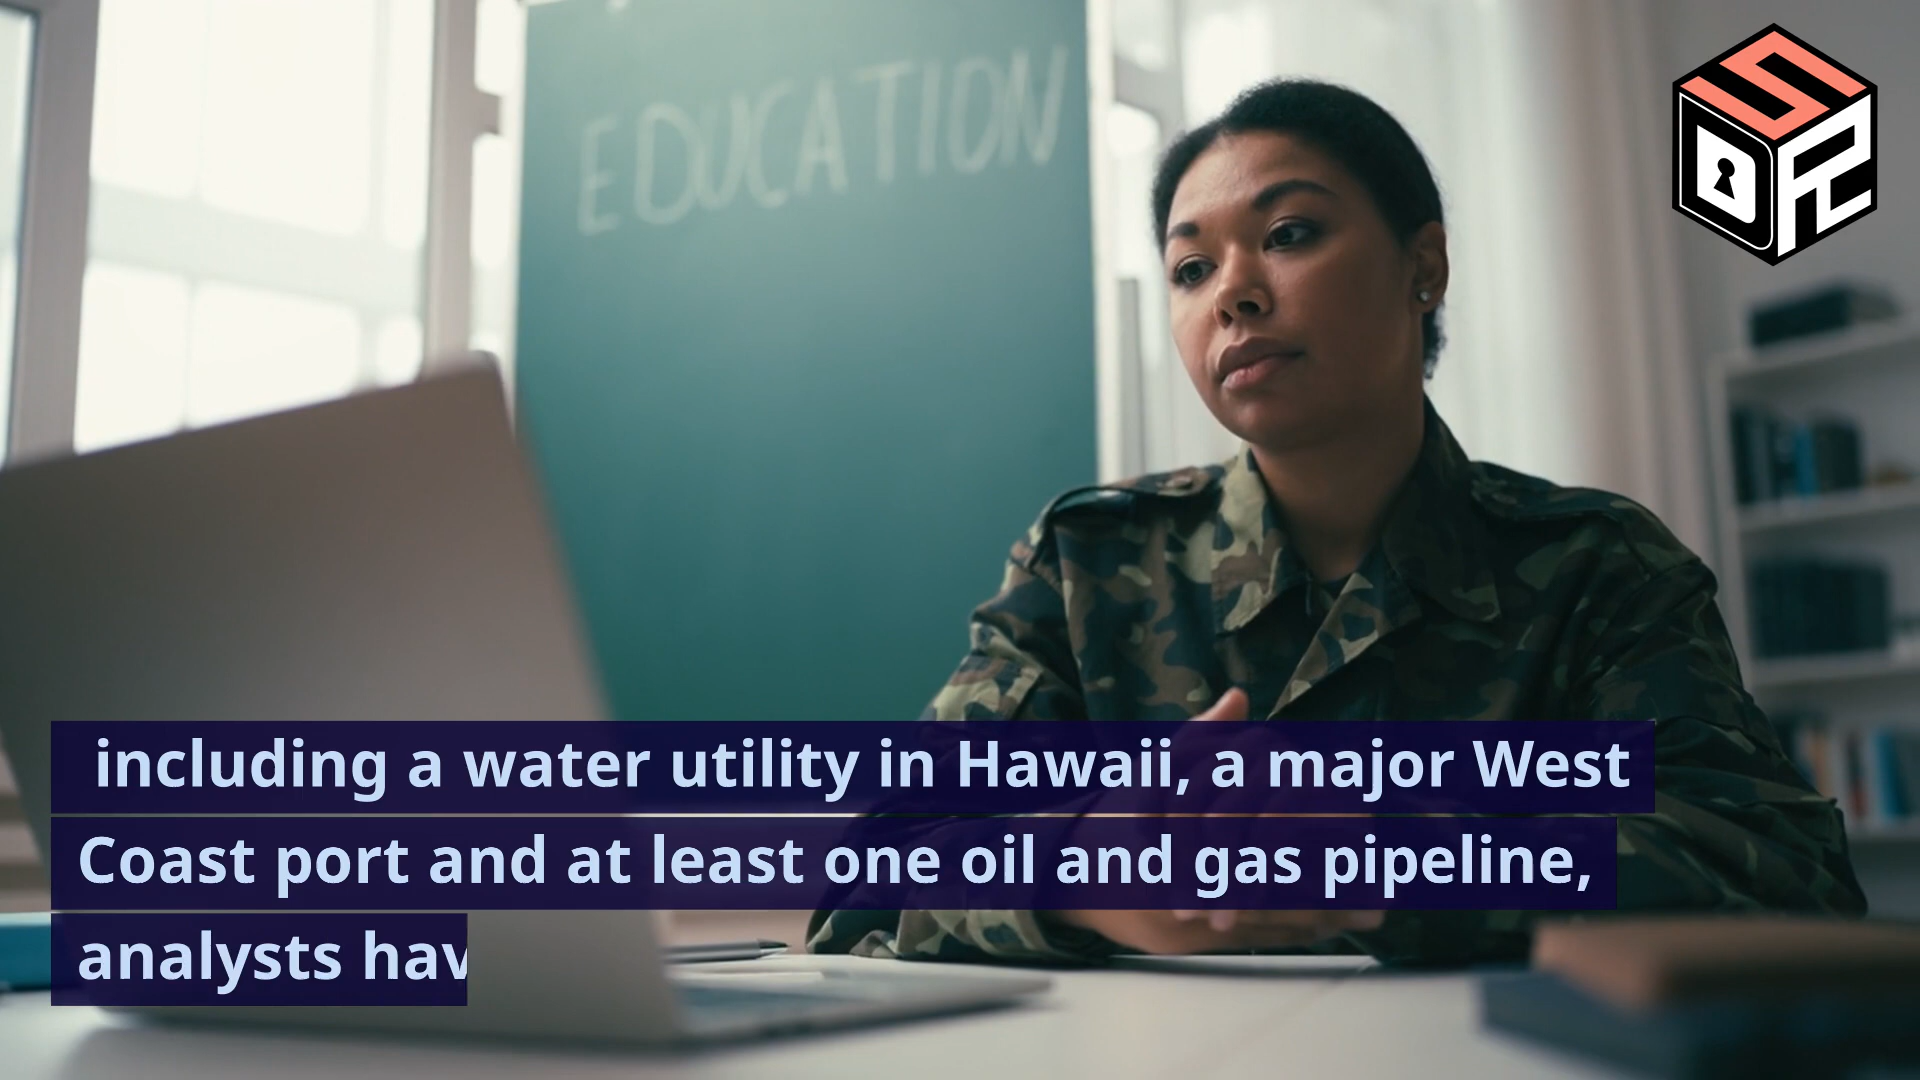 EDUCATION
including a water utility in Hawaii, a major West
Coast port and at least one oil and gas pipeline,
analysts hav